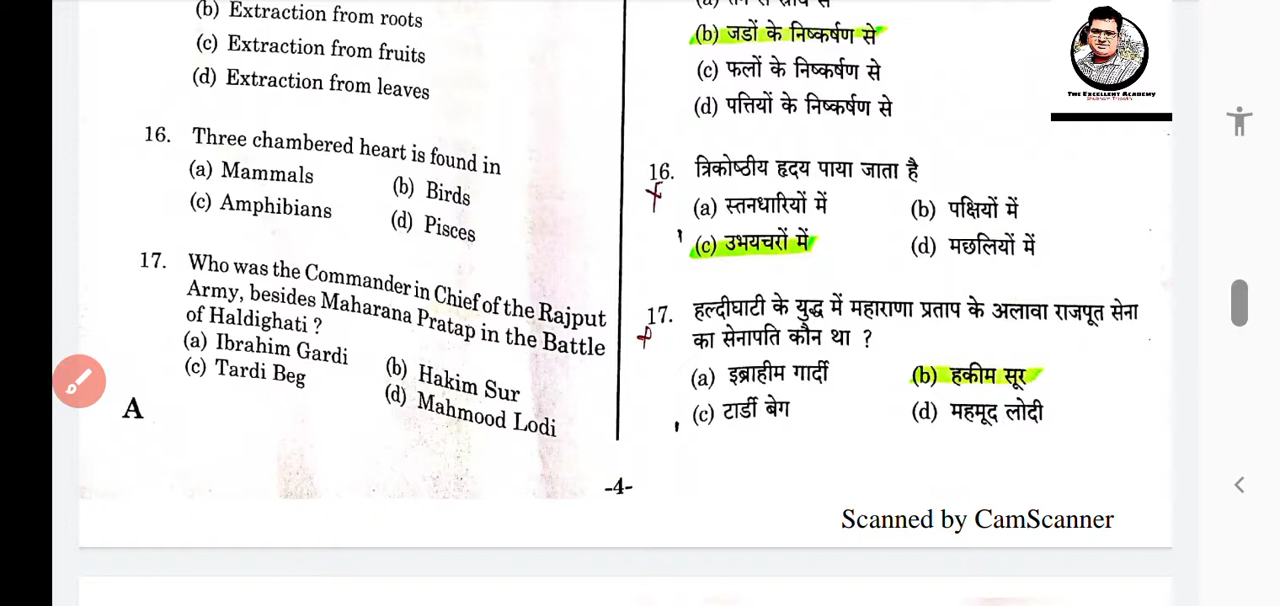 (b) Extraction from roots
(c) Extraction from fruits
(d) Extraction from leaves
16. Three chambered heart is found in
(a) Mammals (b) Birds
(c) Amphibians (d) Pisces
17. Who was the Commander in Chief of the Rajput
Army, besides Maharana Pratap in the Battle
of Haldighati ?
(a) Ibrahim Gardi (b) Hakim Sur
(c) Tardi Beg (d) Mahmood Lodi
A
(b) जडों के निष्कर्षण से
(c) फलों के निष्कर्षण से
(d) पत्तियों के निष्कर्षण से
16. त्रिकोष्ठीय हृदय पाया जाता है
(a) स्तनधारियों में (b) पक्षियों में
(c) उभयचरों में (d) मछलियों में
17. हल्दीघाटी के युद्ध में महाराणा प्रताप के अलावा राजपूत सेना
का सेनापति कौन था ?
(a) इब्राहीम गार्दी (b) हकीम सूर
(c) टार्डी बेग (d) महमूद लोदी
-4-
Scanned by CamScanner
THE EXCELLENT ACADEMY